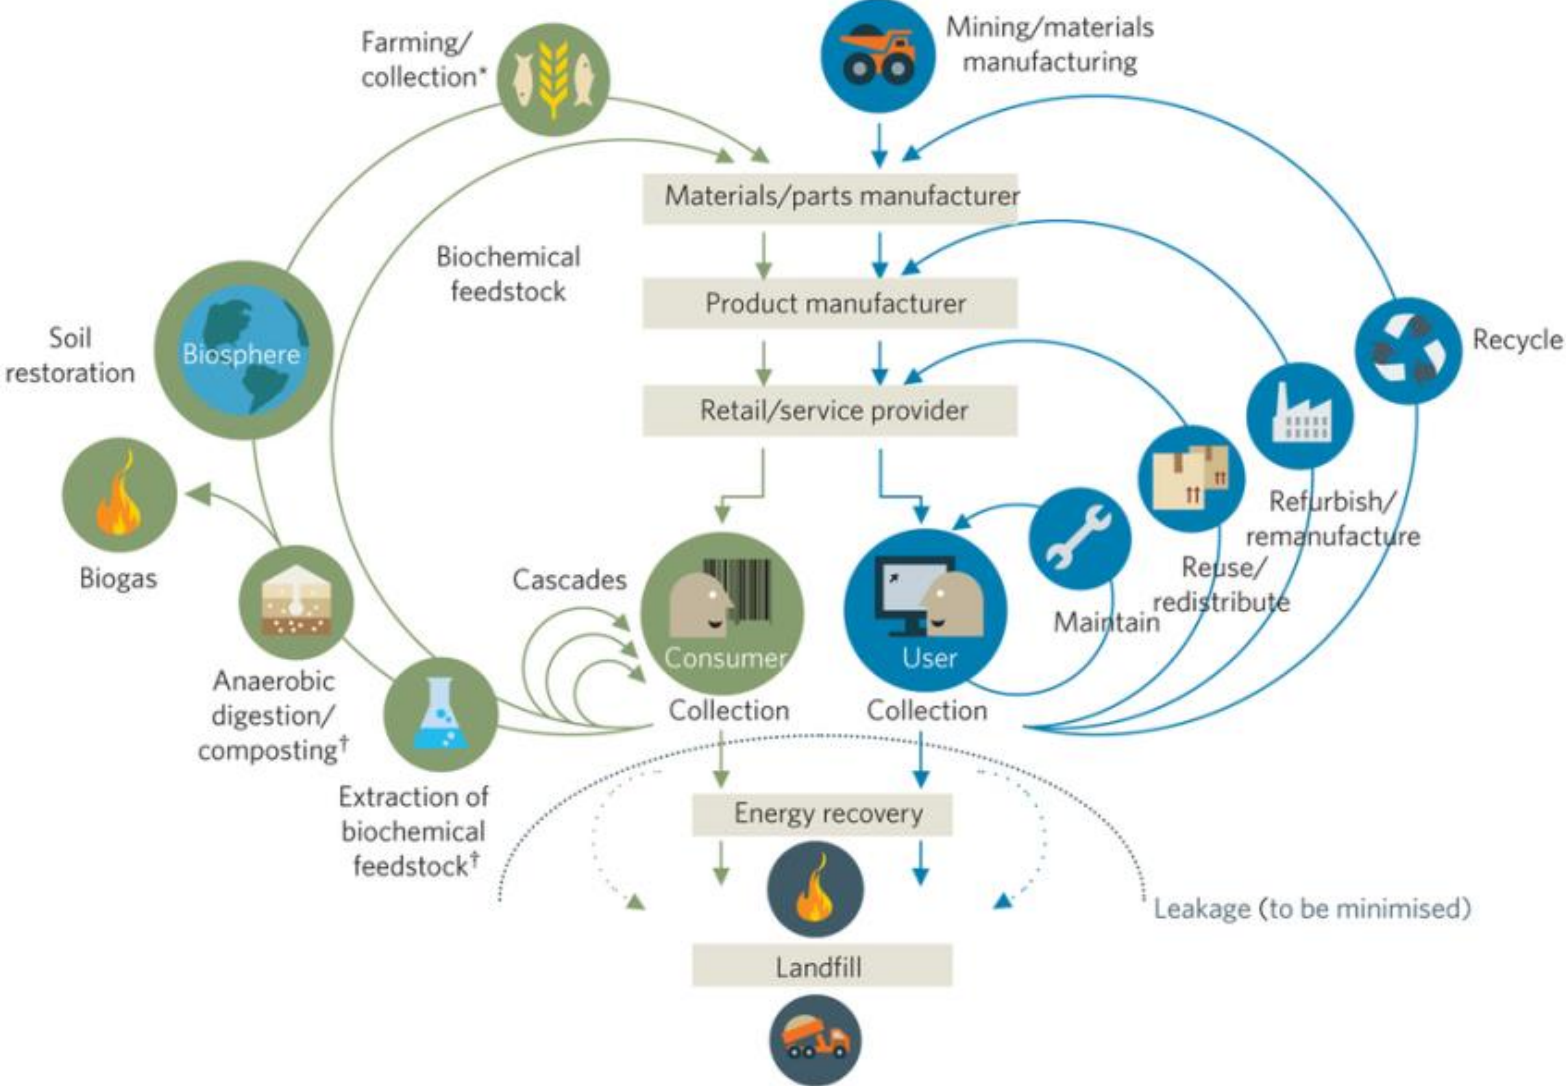 Farming/
collection*
Mining/materials
manufacturing
Materials/parts manufacturer
Biochemical
feedstock
Product manufacturer
Soil
restoration
Biosphere
Recycle
Retail/service provider
Refurbish/
remanufacture
Biogas
Cascades
Reuse/
redistribute
Maintain
Consumer
User
Anaerobic
digestion/
composting†
Collection
Collection
Extraction of
biochemical
feedstock†
Energy recovery
Leakage (to be minimised)
Landfill